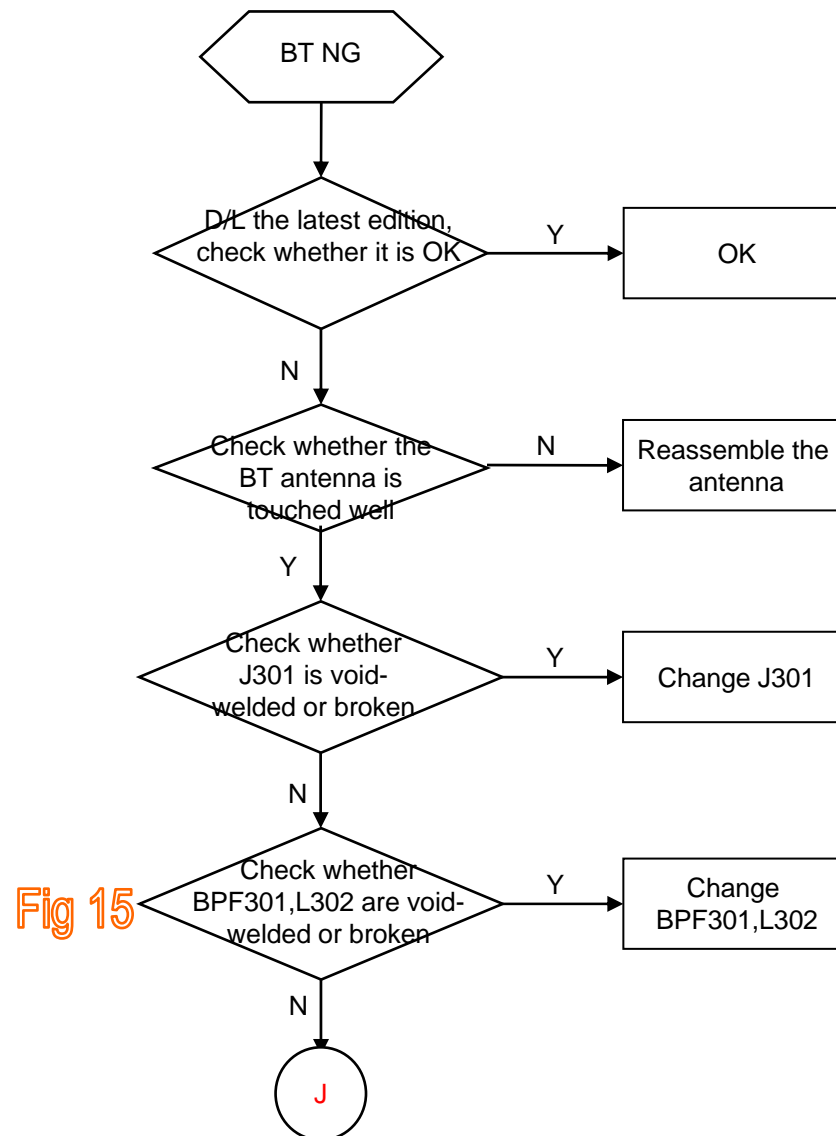 BT NG
D/L the latest edition,
check whether it is OK
Y
OK
N
Check whether the
BT antenna is
touched well
N
Reassemble the
antenna
Y
Check whether
J301 is void-
welded or broken
Y
Change J301
N
Check whether
BPF301,L302 are void-
welded or broken
Y
Change
BPF301,L302
Fig 15
N
J